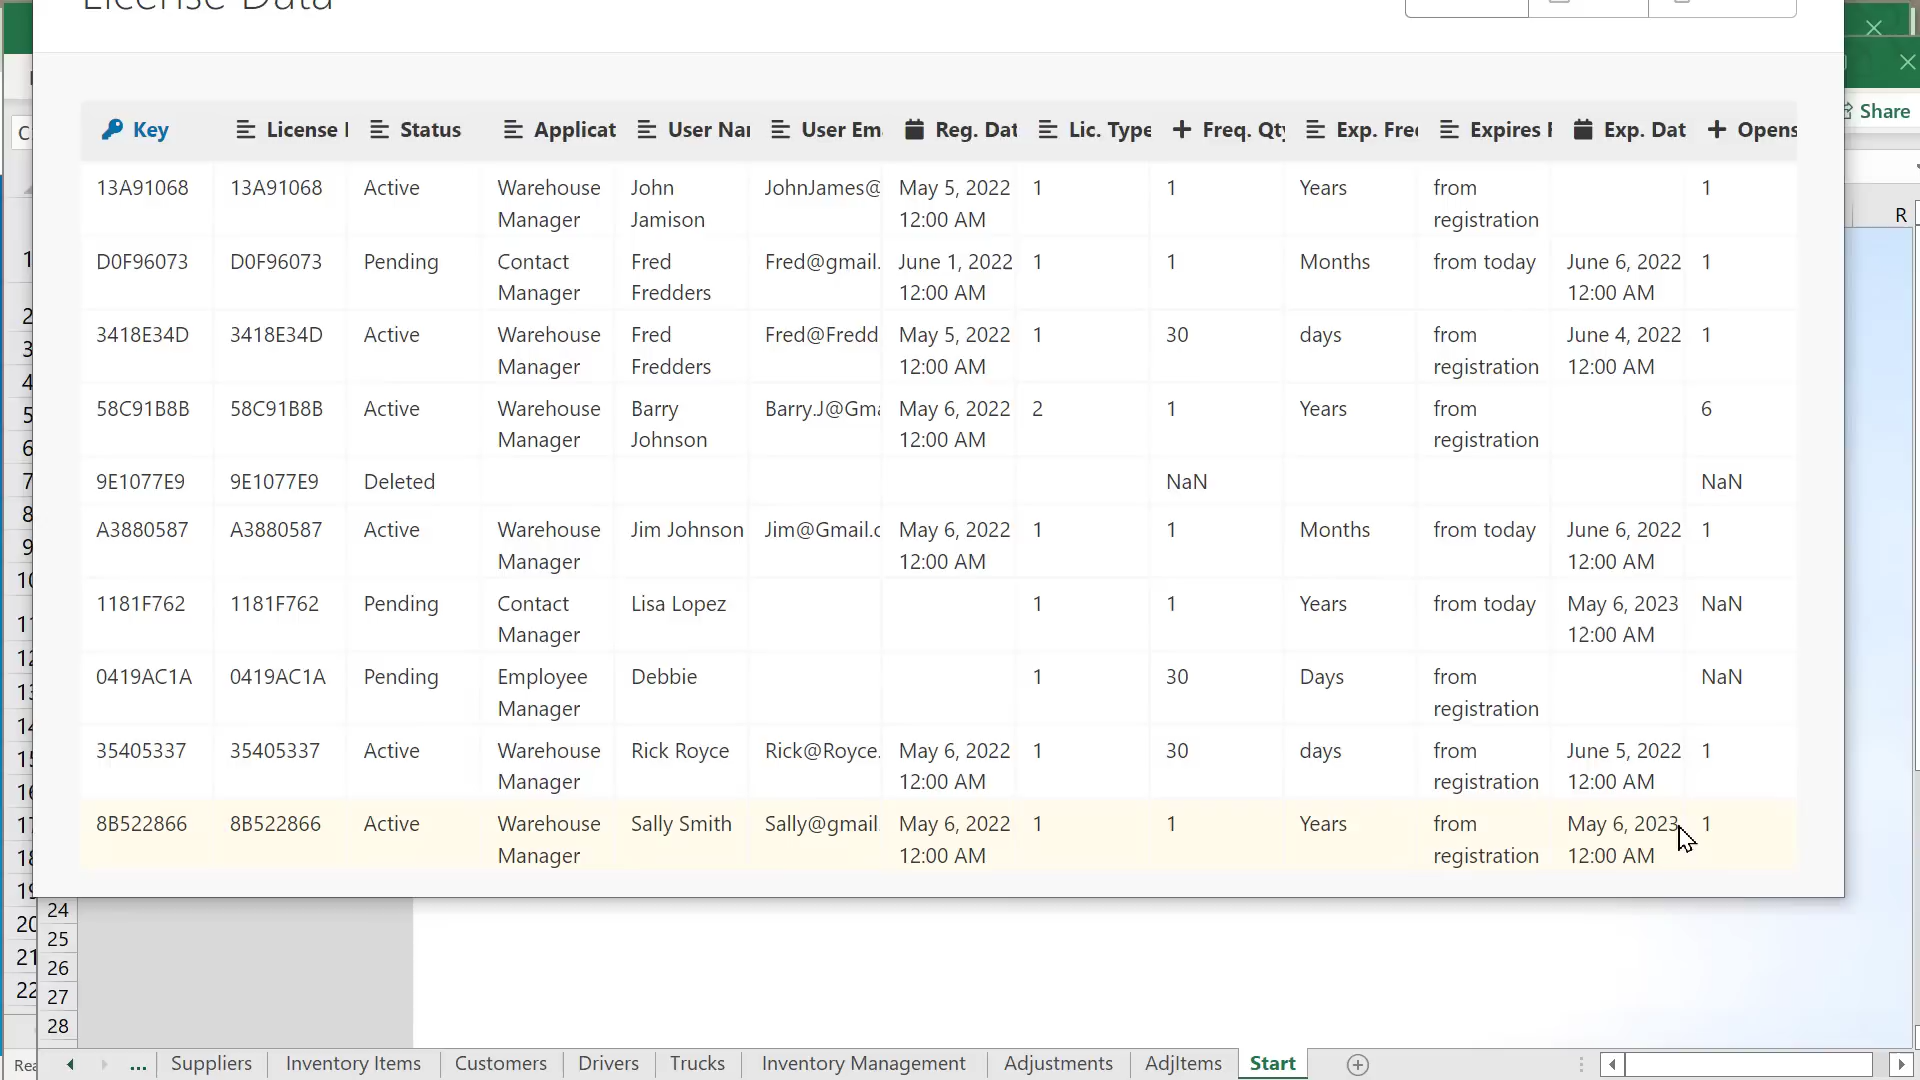 License Data
Share
Key License Status Applicat User Nar User Em Reg. Dat Lic. Type Freq. Qty Exp. Fre Expires Exp. Dat Opens
13A91068 13A91068 Active Warehouse John JohnJames@ May 5, 2022 1 1 Years from 1
Manager Jamison 12:00 AM registration
D0F96073 D0F96073 Pending Contact Fred Fred@gmail. June 1, 2022 1 1 Months from today June 6, 2022 1
Manager Fredders 12:00 AM 12:00 AM
3418E34D 3418E34D Active Warehouse Fred Fred@Fredd May 5, 2022 1 30 days from June 4, 2022 1
Manager Fredders 12:00 AM registration 12:00 AM
58C91B8B 58C91B8B Active Warehouse Barry Barry.J@Gma May 6, 2022 2 1 Years from 6
Manager Johnson 12:00 AM registration
9E1077E9 9E1077E9 Deleted NaN NaN
A3880587 A3880587 Active Warehouse Jim Johnson Jim@Gmail.c May 6, 2022 1 1 Months from today June 6, 2022 1
Manager 12:00 AM 12:00 AM
1181F762 1181F762 Pending Contact Lisa Lopez 1 1 Years from today May 6, 2023 NaN
Manager 12:00 AM
0419AC1A 0419AC1A Pending Employee Debbie 1 30 Days from NaN
Manager registration
35405337 35405337 Active Warehouse Rick Royce Rick@Royce. May 6, 2022 1 30 days from June 5, 2022 1
Manager 12:00 AM registration 12:00 AM
8B522866 8B522866 Active Warehouse Sally Smith Sally@gmail. May 6, 2022 1 1 Years from May 6, 2023 1
Manager 12:00 AM registration 12:00 AM
R
24
25
26
27
28
... Suppliers Inventory Items Customers Drivers Trucks Inventory Management Adjustments AdjItems Start